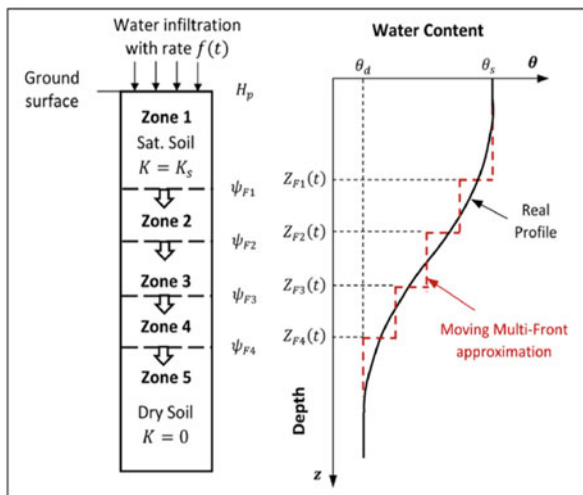 Water infiltration
with rate f(t)
Ground
surface
H_p
Zone 1
Sat. Soil
K = K_s
ψ_F1
Zone 2
ψ_F2
Zone 3
ψ_F3
Zone 4
ψ_F4
Zone 5
Dry Soil
K = 0
Water Content
θ_d
θ_s
θ
Z_F1(t)
Z_F2(t)
Z_F3(t)
Z_F4(t)
Real
Profile
Moving Multi-Front
approximation
Depth
z